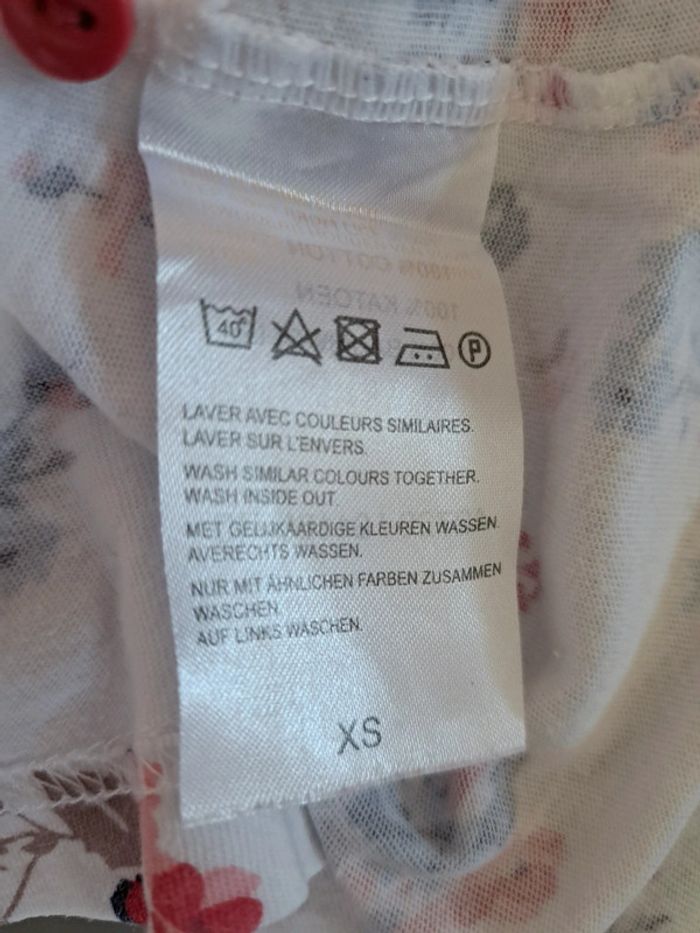 100% COTTON
100% KATOEN
40°
P
LAVER AVEC COULEURS SIMILAIRES.
LAVER SUR L'ENVERS.
WASH SIMILAR COLOURS TOGETHER.
WASH INSIDE OUT.
MET GELIJKAARDIGE KLEUREN WASSEN.
AVERECHTS WASSEN.
NUR MIT ÄHNLICHEN FARBEN ZUSAMMEN
WASCHEN.
AUF LINKS WASCHEN.
XS